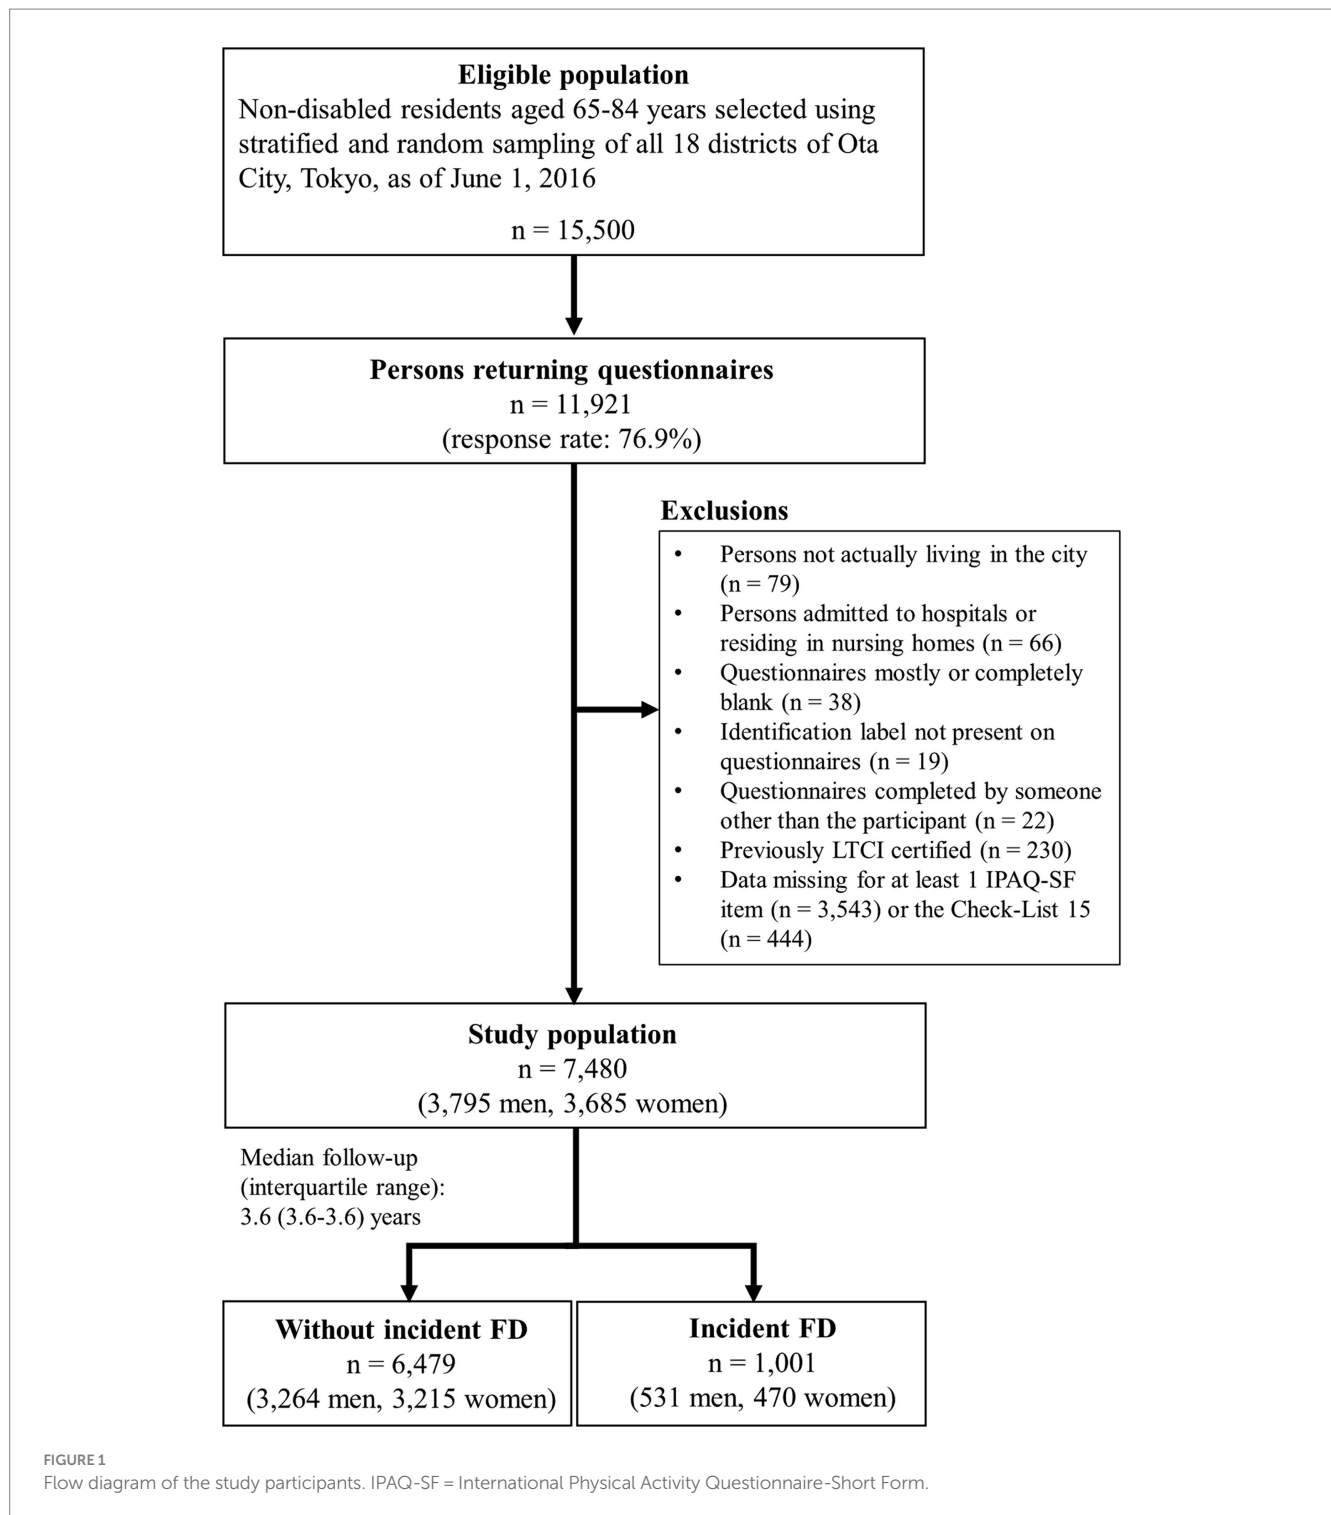 Eligible population
Non-disabled residents aged 65-84 years selected using
stratified and random sampling of all 18 districts of Ota
City, Tokyo, as of June 1, 2016
n = 15,500
Persons returning questionnaires
n = 11,921
(response rate: 76.9%)
Exclusions
• Persons not actually living in the city
(n = 79)
• Persons admitted to hospitals or
residing in nursing homes (n = 66)
• Questionnaires mostly or completely
blank (n = 38)
• Identification label not present on
questionnaires (n = 19)
• Questionnaires completed by someone
other than the participant (n = 22)
• Previously LTCI certified (n = 230)
• Data missing for at least 1 IPAQ-SF
item (n = 3,543) or the Check-List 15
(n = 444)
Study population
n = 7,480
(3,795 men, 3,685 women)
Median follow-up
(interquartile range):
3.6 (3.6-3.6) years
Without incident FD
n = 6,479
(3,264 men, 3,215 women)
Incident FD
n = 1,001
(531 men, 470 women)
FIGURE 1
Flow diagram of the study participants. IPAQ-SF = International Physical Activity Questionnaire-Short Form.